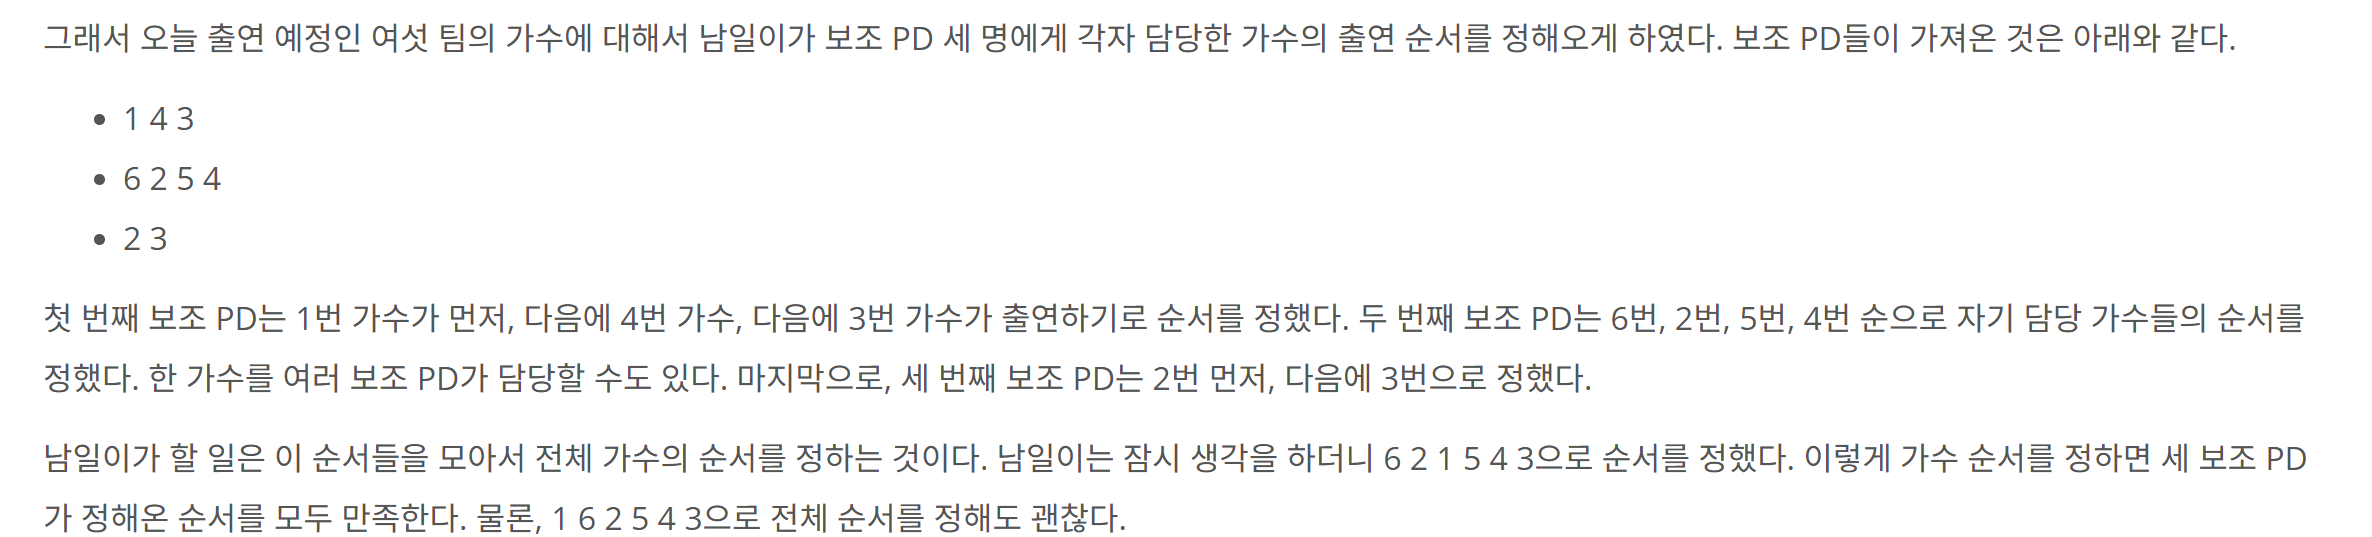 그래서 오늘 출연 예정인 여섯 팀의 가수에 대해서 남일이가 보조 PD 세 명에게 각자 담당한 가수의 출연 순서를 정해오게 하였다. 보조 PD들이 가져온 것은 아래와 같다.
• 1 4 3
• 6 2 5 4
• 2 3
첫 번째 보조 PD는 1번 가수가 먼저, 다음에 4번 가수, 다음에 3번 가수가 출연하기로 순서를 정했다. 두 번째 보조 PD는 6번, 2번, 5번, 4번 순으로 자기 담당 가수들의 순서를
정했다. 한 가수를 여러 보조 PD가 담당할 수도 있다. 마지막으로, 세 번째 보조 PD는 2번 먼저, 다음에 3번으로 정했다.
남일이가 할 일은 이 순서들을 모아서 전체 가수의 순서를 정하는 것이다. 남일이는 잠시 생각을 하더니 6 2 1 5 4 3으로 순서를 정했다. 이렇게 가수 순서를 정하면 세 보조 PD
가 정해온 순서를 모두 만족한다. 물론, 1 6 2 5 4 3으로 전체 순서를 정해도 괜찮다.